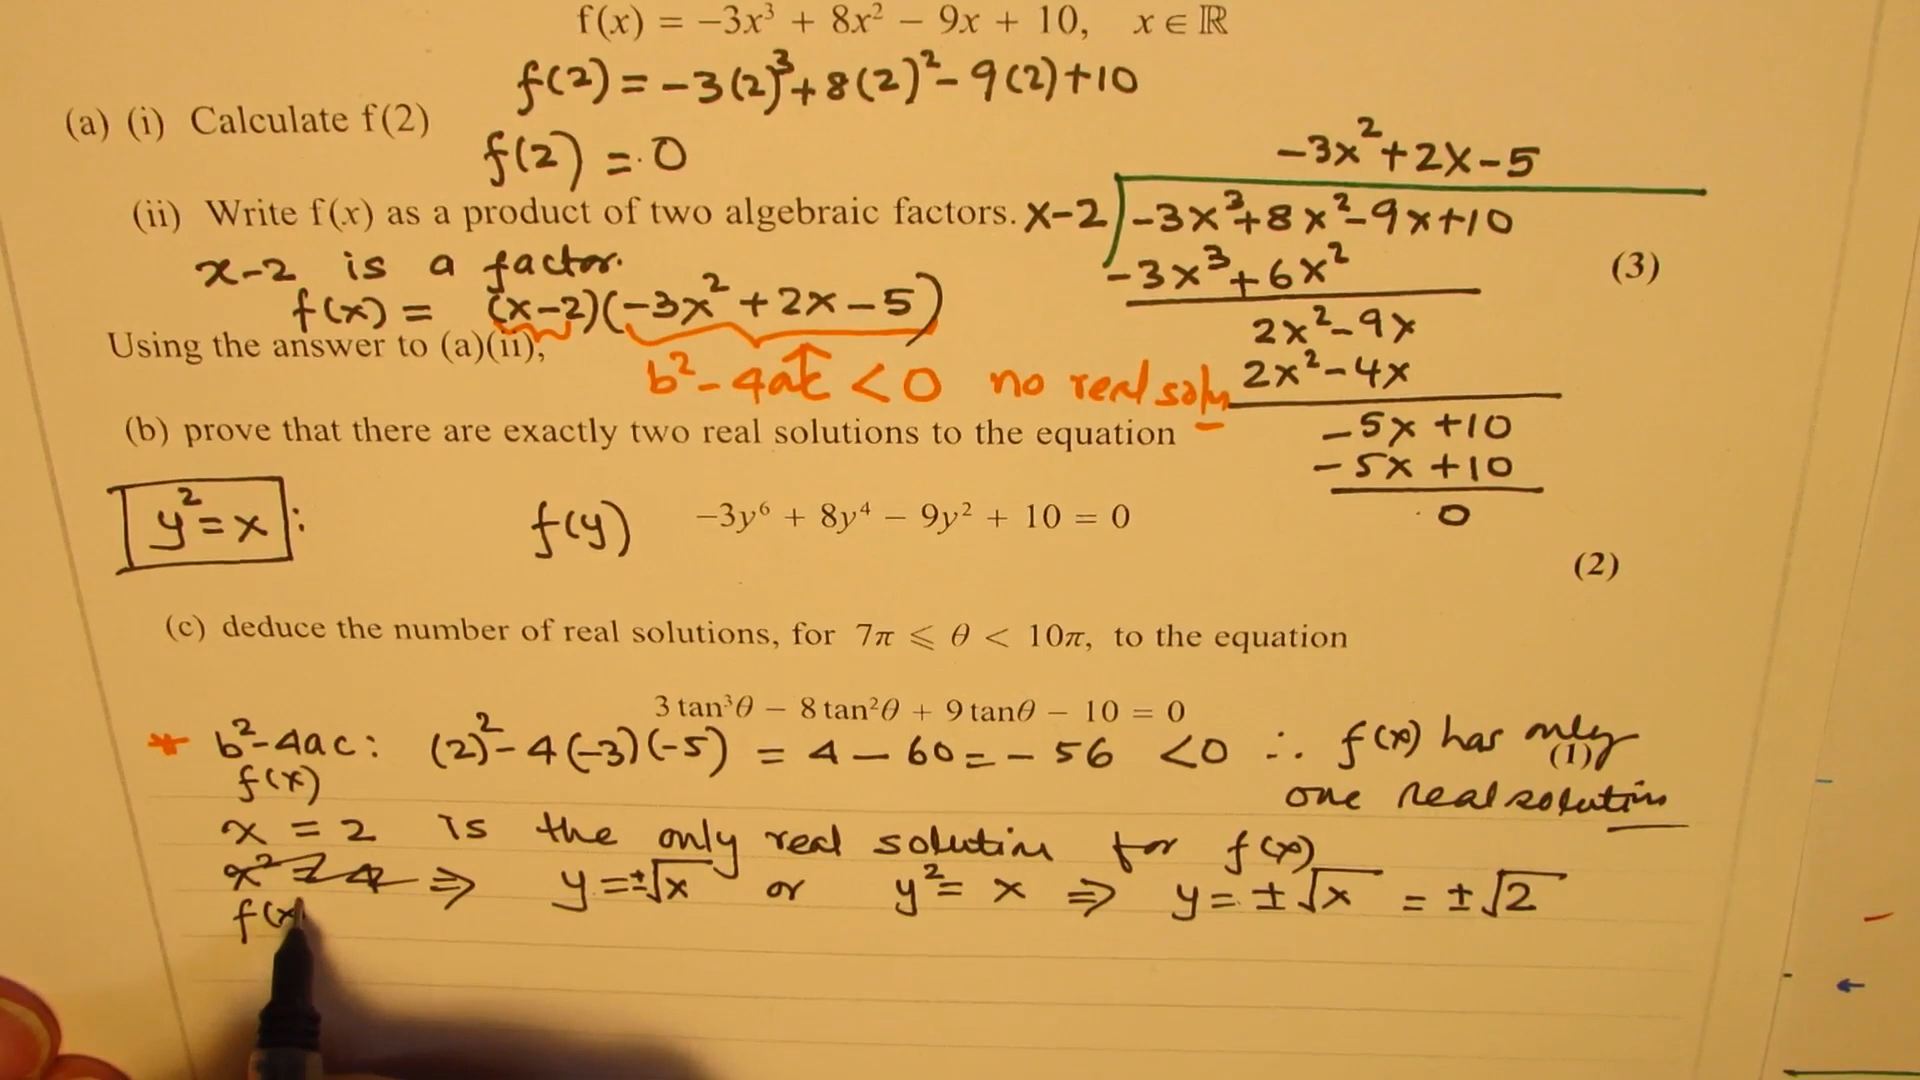 f(x) = −3x³ + 8x² − 9x + 10, x ∈ ℝ
f(2) = −3(2)³ + 8(2)² − 9(2) + 10
(a) (i) Calculate f(2)
f(2) = 0
−3x² + 2x − 5
(ii) Write f(x) as a product of two algebraic factors.
x−2 ) −3x³ + 8x² − 9x + 10
x−2 is a factor.
−3x³ + 6x²
(3)
f(x) = (x−2)(−3x² + 2x − 5)
2x² − 9x
Using the answer to (a)(ii),
b² − 4ac < 0 no real soln
2x² − 4x
(b) prove that there are exactly two real solutions to the equation
−5x + 10
−5x + 10
0
y² = x :
f(y) −3y⁶ + 8y⁴ − 9y² + 10 = 0
(2)
(c) deduce the number of real solutions, for 7π ⩽ θ < 10π, to the equation
3 tan³θ − 8 tan²θ + 9 tanθ − 10 = 0
(1)
* b² − 4ac : (2)² − 4(−3)(−5) = 4 − 60 = −56 < 0 ∴ f(x) has only
f(x)
one real solution
x = 2 is the only real solution for f(x)
x² = 4 ⇒ y = ±√x or y² = x ⇒ y = ±√x = ±√2
f(x